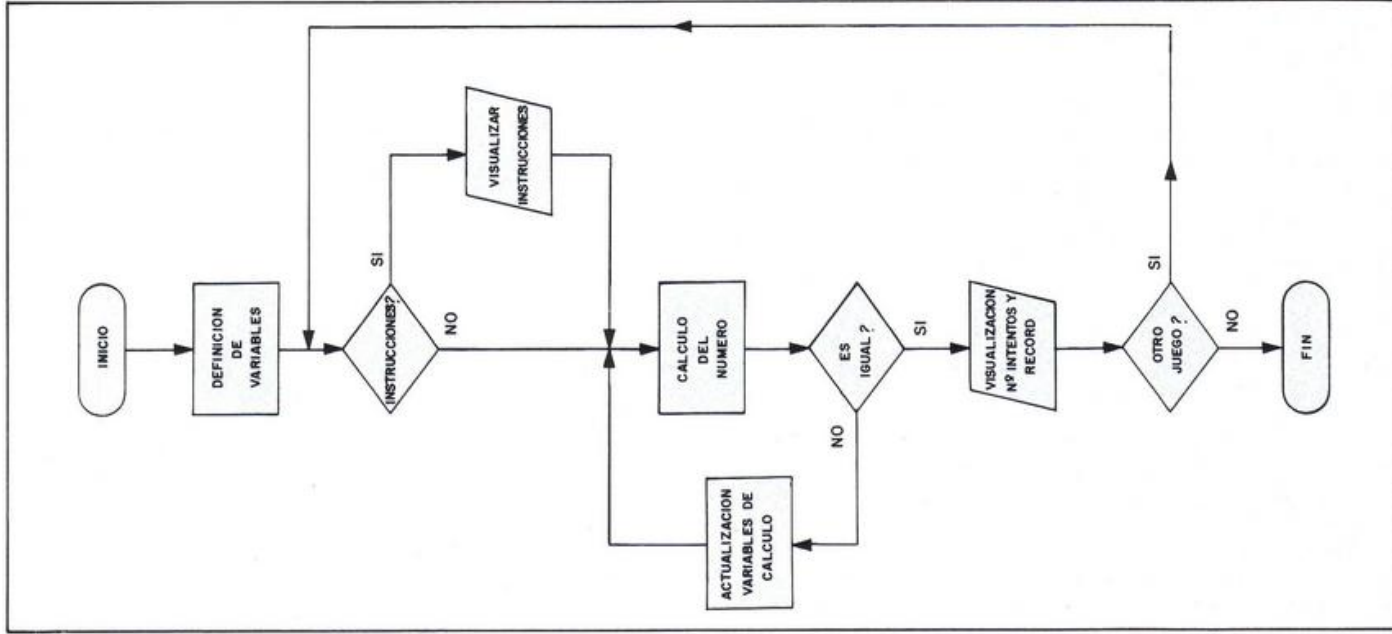 INICIO
DEFINICION
DE
VARIABLES
INSTRUCCIONES?
SI
NO
VISUALIZAR
INSTRUCCIONES
CALCULO
DEL
NUMERO
ES
IGUAL?
NO
SI
ACTUALIZACION
VARIABLES DE
CALCULO
VISUALIZACION
Nº INTENTOS Y
RECORD
OTRO
JUEGO?
SI
NO
FIN